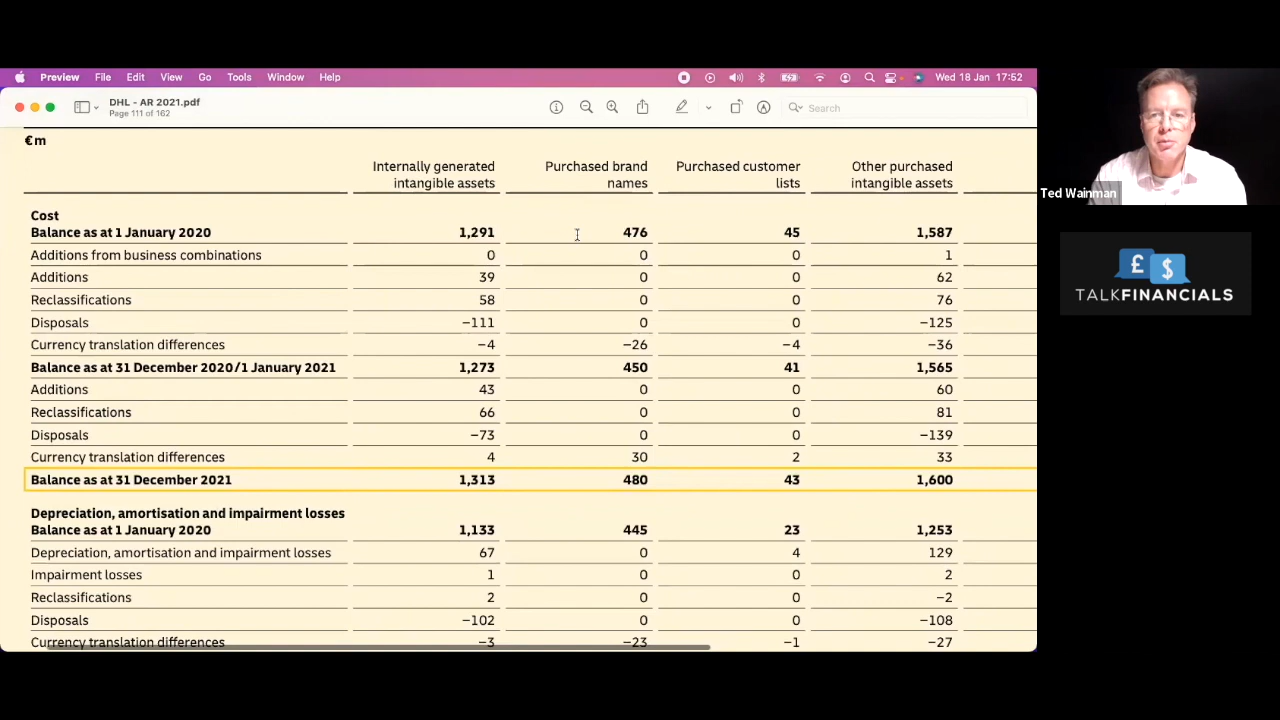 Preview File Edit View Go Tools Window Help Wed 18 Jan 17:52
DHL - AR 2021.pdf
Page 111 of 162
Search
€m
Internally generated intangible assets Purchased brand names Purchased customer lists Other purchased intangible assets
Cost
Balance as at 1 January 2020 1,291 476 45 1,587
Additions from business combinations 0 0 0 1
Additions 39 0 0 62
Reclassifications 58 0 0 76
Disposals −111 0 0 −125
Currency translation differences −4 −26 −4 −36
Balance as at 31 December 2020/1 January 2021 1,273 450 41 1,565
Additions 43 0 0 60
Reclassifications 66 0 0 81
Disposals −73 0 0 −139
Currency translation differences 4 30 2 33
Balance as at 31 December 2021 1,313 480 43 1,600
Depreciation, amortisation and impairment losses
Balance as at 1 January 2020 1,133 445 23 1,253
Depreciation, amortisation and impairment losses 67 0 4 129
Impairment losses 1 0 0 2
Reclassifications 2 0 0 −2
Disposals −102 0 0 −108
Currency translation differences −3 −23 −1 −27
Ted Wainman
£ $
TALKFINANCIALS